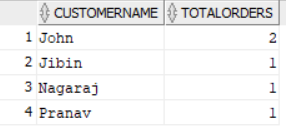 CUSTOMERNAME TOTALORDERS
1 John 2
2 Jibin 1
3 Nagaraj 1
4 Pranav 1